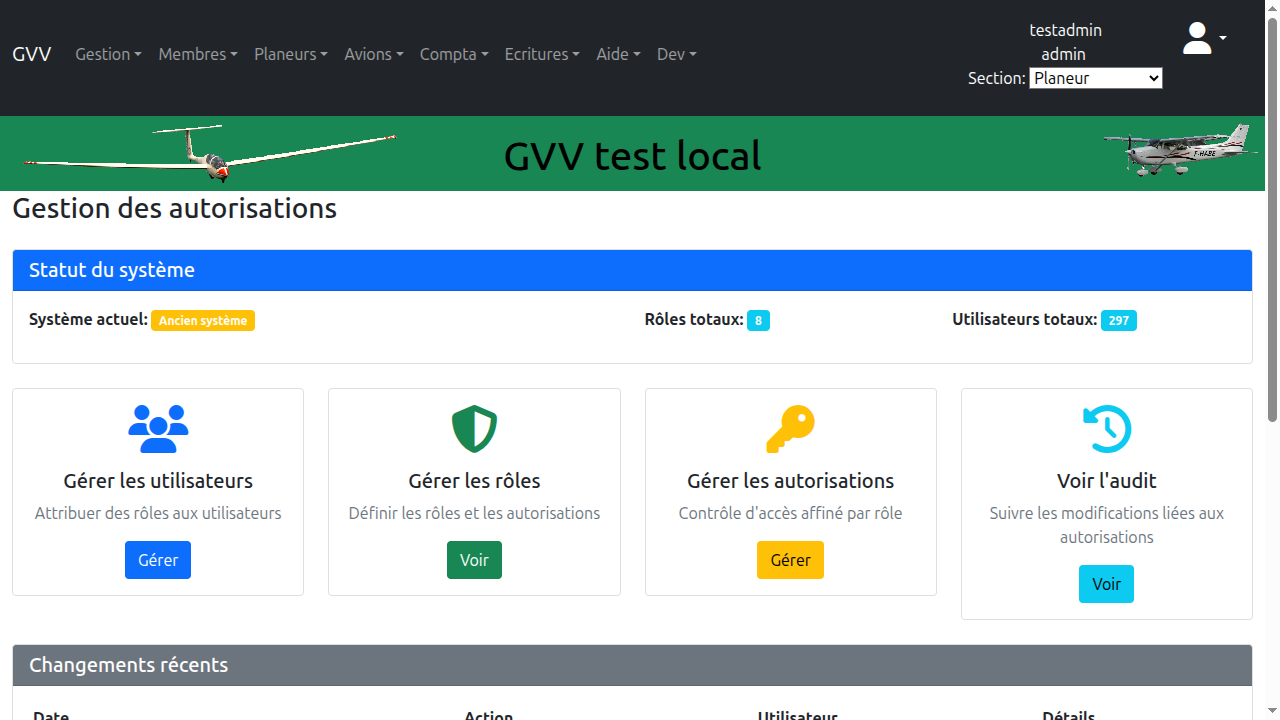 GVV Gestion Membres Planeurs Avions Compta Ecritures Aide Dev
testadmin
admin
Section: Planeur
GVV test local
F-HABE
Gestion des autorisations
Statut du système
Système actuel: Ancien système Rôles totaux: 8 Utilisateurs totaux: 297
Gérer les utilisateurs
Attribuer des rôles aux utilisateurs
Gérer
Gérer les rôles
Définir les rôles et les autorisations
Voir
Gérer les autorisations
Contrôle d'accès affiné par rôle
Gérer
Voir l'audit
Suivre les modifications liées aux
autorisations
Voir
Changements récents
Date Action Utilisateur Détails